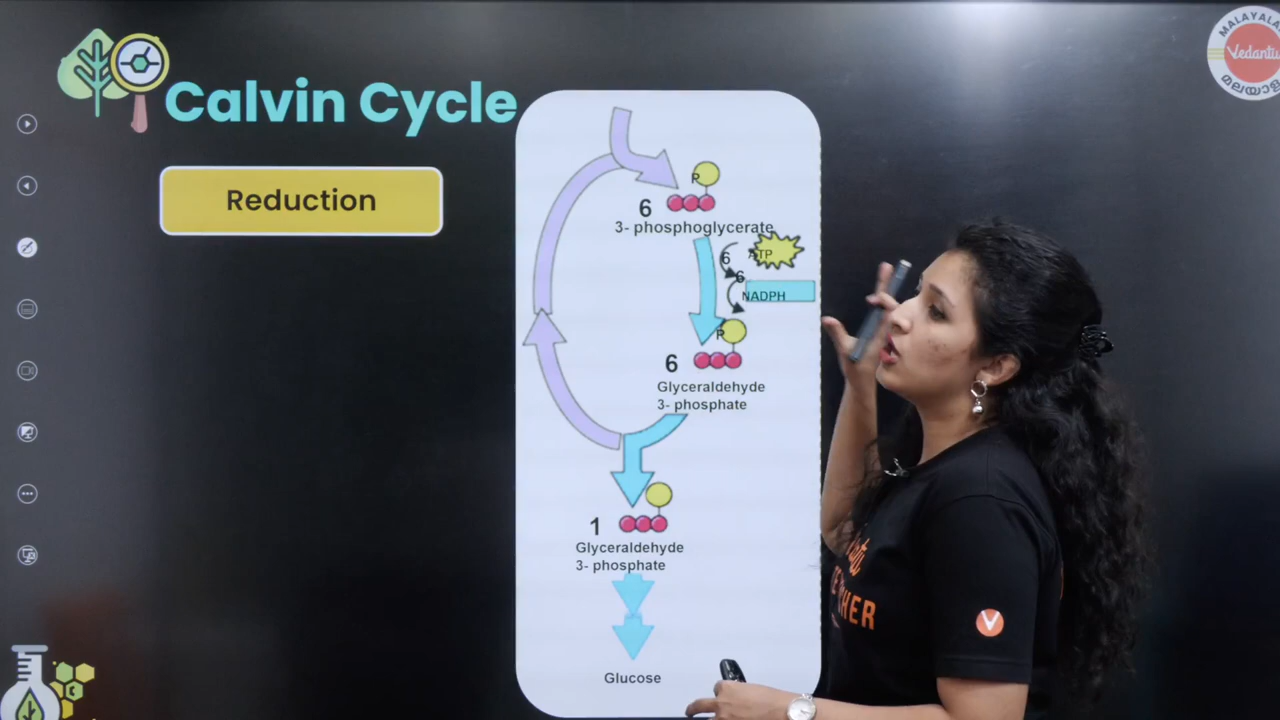 Calvin Cycle
Reduction
P
6
3- phosphoglycerate
6
ATP
6
NADPH
P
6
Glyceraldehyde
3- phosphate
1
Glyceraldehyde
3- phosphate
Glucose
MALAYALAM
Vedantu
V